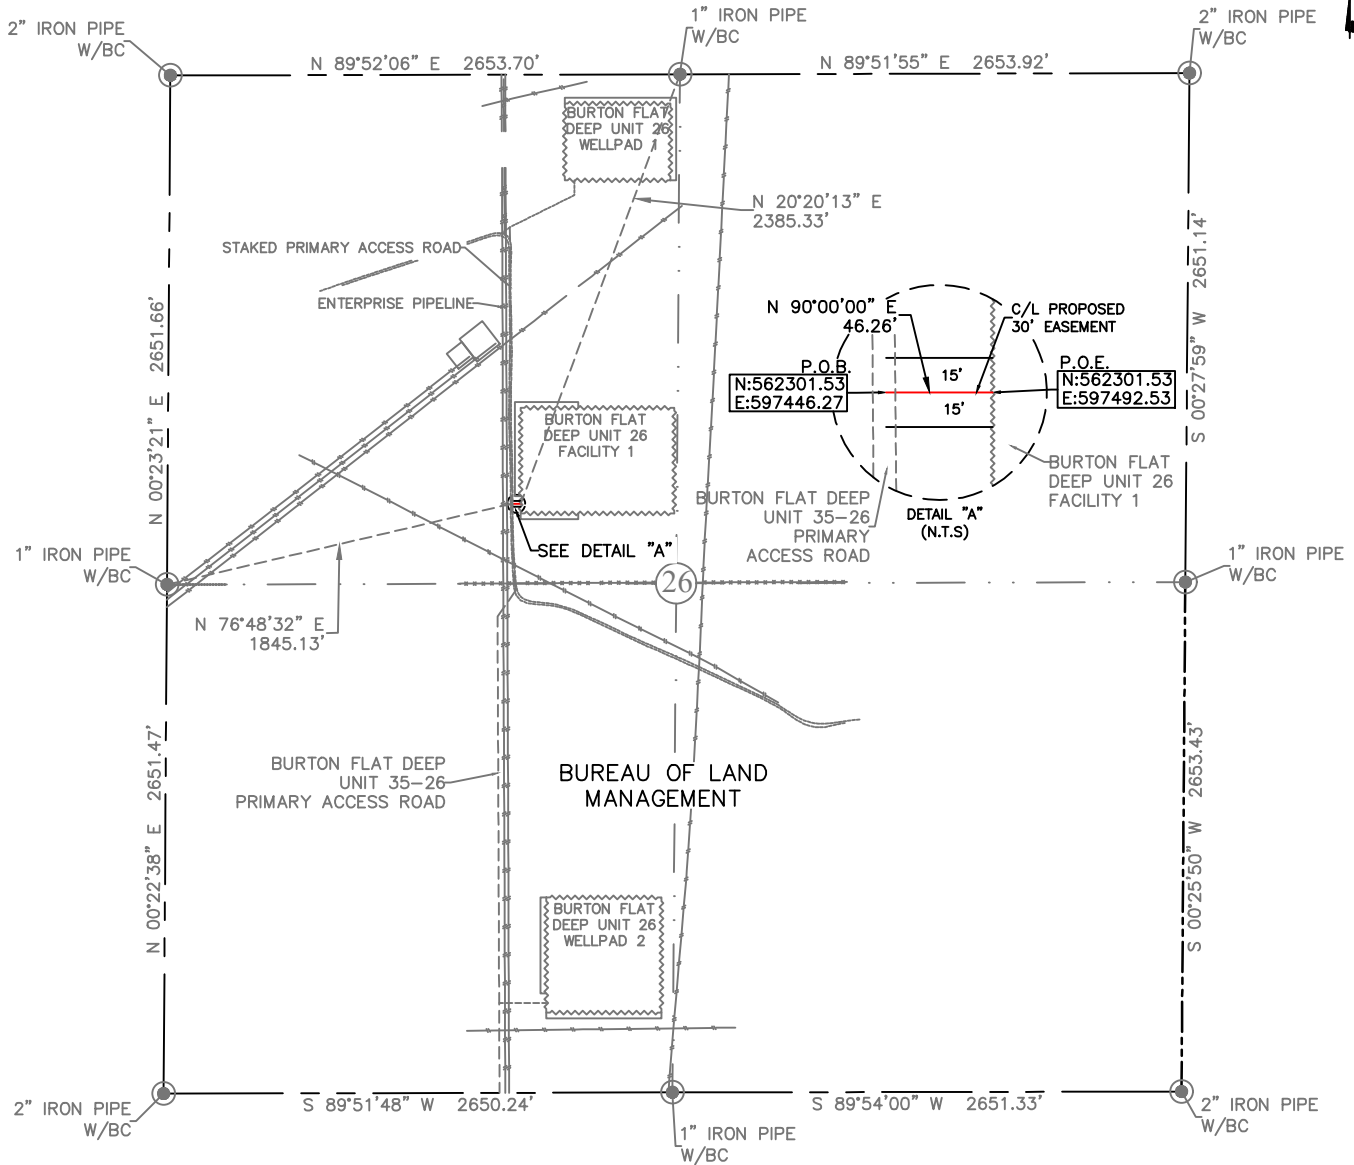 2" IRON PIPE
W/BC
1" IRON PIPE
W/BC
2" IRON PIPE
W/BC
N 89°52'06" E 2653.70'
N 89°51'55" E 2653.92'
BURTON FLAT
DEEP UNIT 26
WELLPAD 1
N 20°20'13" E
2385.33'
STAKED PRIMARY ACCESS ROAD
ENTERPRISE PIPELINE
N 00°23'21" E 2651.66'
S 00°27'59" W 2651.14'
N 90°00'00" E
46.26'
C/L PROPOSED
30' EASEMENT
P.O.B.
N:562301.53
E:597446.27
15'
15'
P.O.E.
N:562301.53
E:597492.53
BURTON FLAT
DEEP UNIT 26
FACILITY 1
BURTON FLAT
DEEP UNIT 26
FACILITY 1
BURTON FLAT DEEP
UNIT 35-26
PRIMARY
ACCESS ROAD
DETAIL "A"
(N.T.S)
SEE DETAIL "A"
1" IRON PIPE
W/BC
26
1" IRON PIPE
W/BC
N 76°48'32" E
1845.13'
N 00°22'38" E 2651.47'
S 00°25'50" W 2653.43'
BURTON FLAT DEEP
UNIT 35-26
PRIMARY ACCESS ROAD
BUREAU OF LAND
MANAGEMENT
BURTON FLAT
DEEP UNIT 26
WELLPAD 2
S 89°51'48" W 2650.24'
S 89°54'00" W 2651.33'
2" IRON PIPE
W/BC
1" IRON PIPE
W/BC
2" IRON PIPE
W/BC